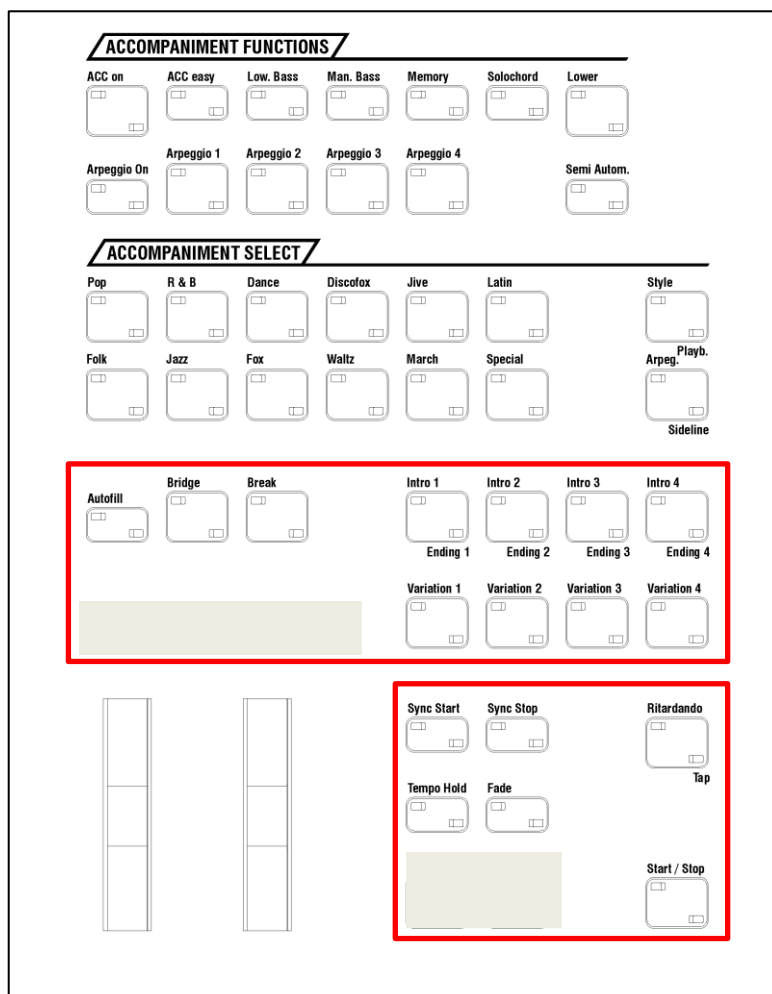 ACCOMPANIMENT FUNCTIONS
ACC on ACC easy Low. Bass Man. Bass Memory Solochord Lower
Arpeggio On Arpeggio 1 Arpeggio 2 Arpeggio 3 Arpeggio 4 Semi Autom.
ACCOMPANIMENT SELECT
Pop R & B Dance Discofox Jive Latin Style
Playb.
Folk Jazz Fox Waltz March Special Arpeg.
Sideline
Autofill Bridge Break Intro 1 Intro 2 Intro 3 Intro 4
Ending 1 Ending 2 Ending 3 Ending 4
Variation 1 Variation 2 Variation 3 Variation 4
Sync Start Sync Stop Ritardando
Tap
Tempo Hold Fade
Start / Stop